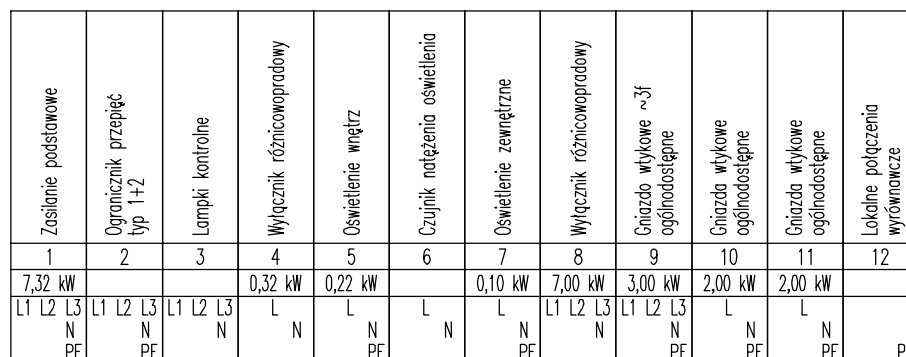 Zasilanie podstawowe
Ogranicznik przepięć
typ 1+2
Lampki kontrolne
Wyłącznik różnicowoprądowy
Oświetlenie wnętrz
Czujnik natężenia oświetlenia
Oświetlenie zewnętrzne
Wyłącznik różnicowoprądowy
Gniazdo wtykowe ~3f
ogólnodostępne
Gniazda wtykowe
ogólnodostępne
Gniazda wtykowe
ogólnodostępne
Lokalne połączenia
wyrównawcze
1 2 3 4 5 6 7 8 9 10 11 12
7,32 kW 0,32 kW 0,22 kW 0,10 kW 7,00 kW 3,00 kW 2,00 kW 2,00 kW
L1 L2 L3 L1 L2 L3 L1 L2 L3 L L L L L1 L2 L3 L1 L2 L3 L L
N N N N N N N N N N N
PE PE PE PE PE PE PE P